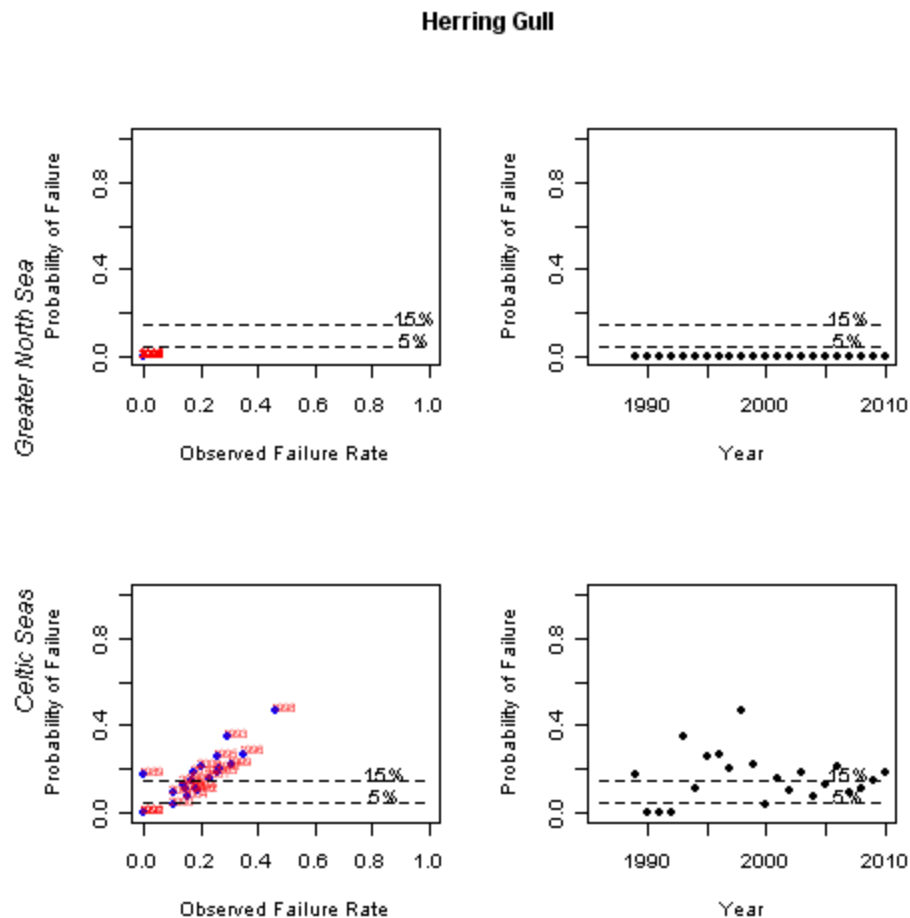 Herring Gull
Greater North Sea
Probability of Failure
0.0 0.4 0.8
15%
5%
0.0 0.2 0.4 0.6 0.8 1.0
Observed Failure Rate
Probability of Failure
0.0 0.4 0.8
15%
5%
1990 2000 2010
Year
Celtic Seas
Probability of Failure
0.0 0.4 0.8
15%
5%
0.0 0.2 0.4 0.6 0.8 1.0
Observed Failure Rate
Probability of Failure
0.0 0.4 0.8
15%
5%
1990 2000 2010
Year